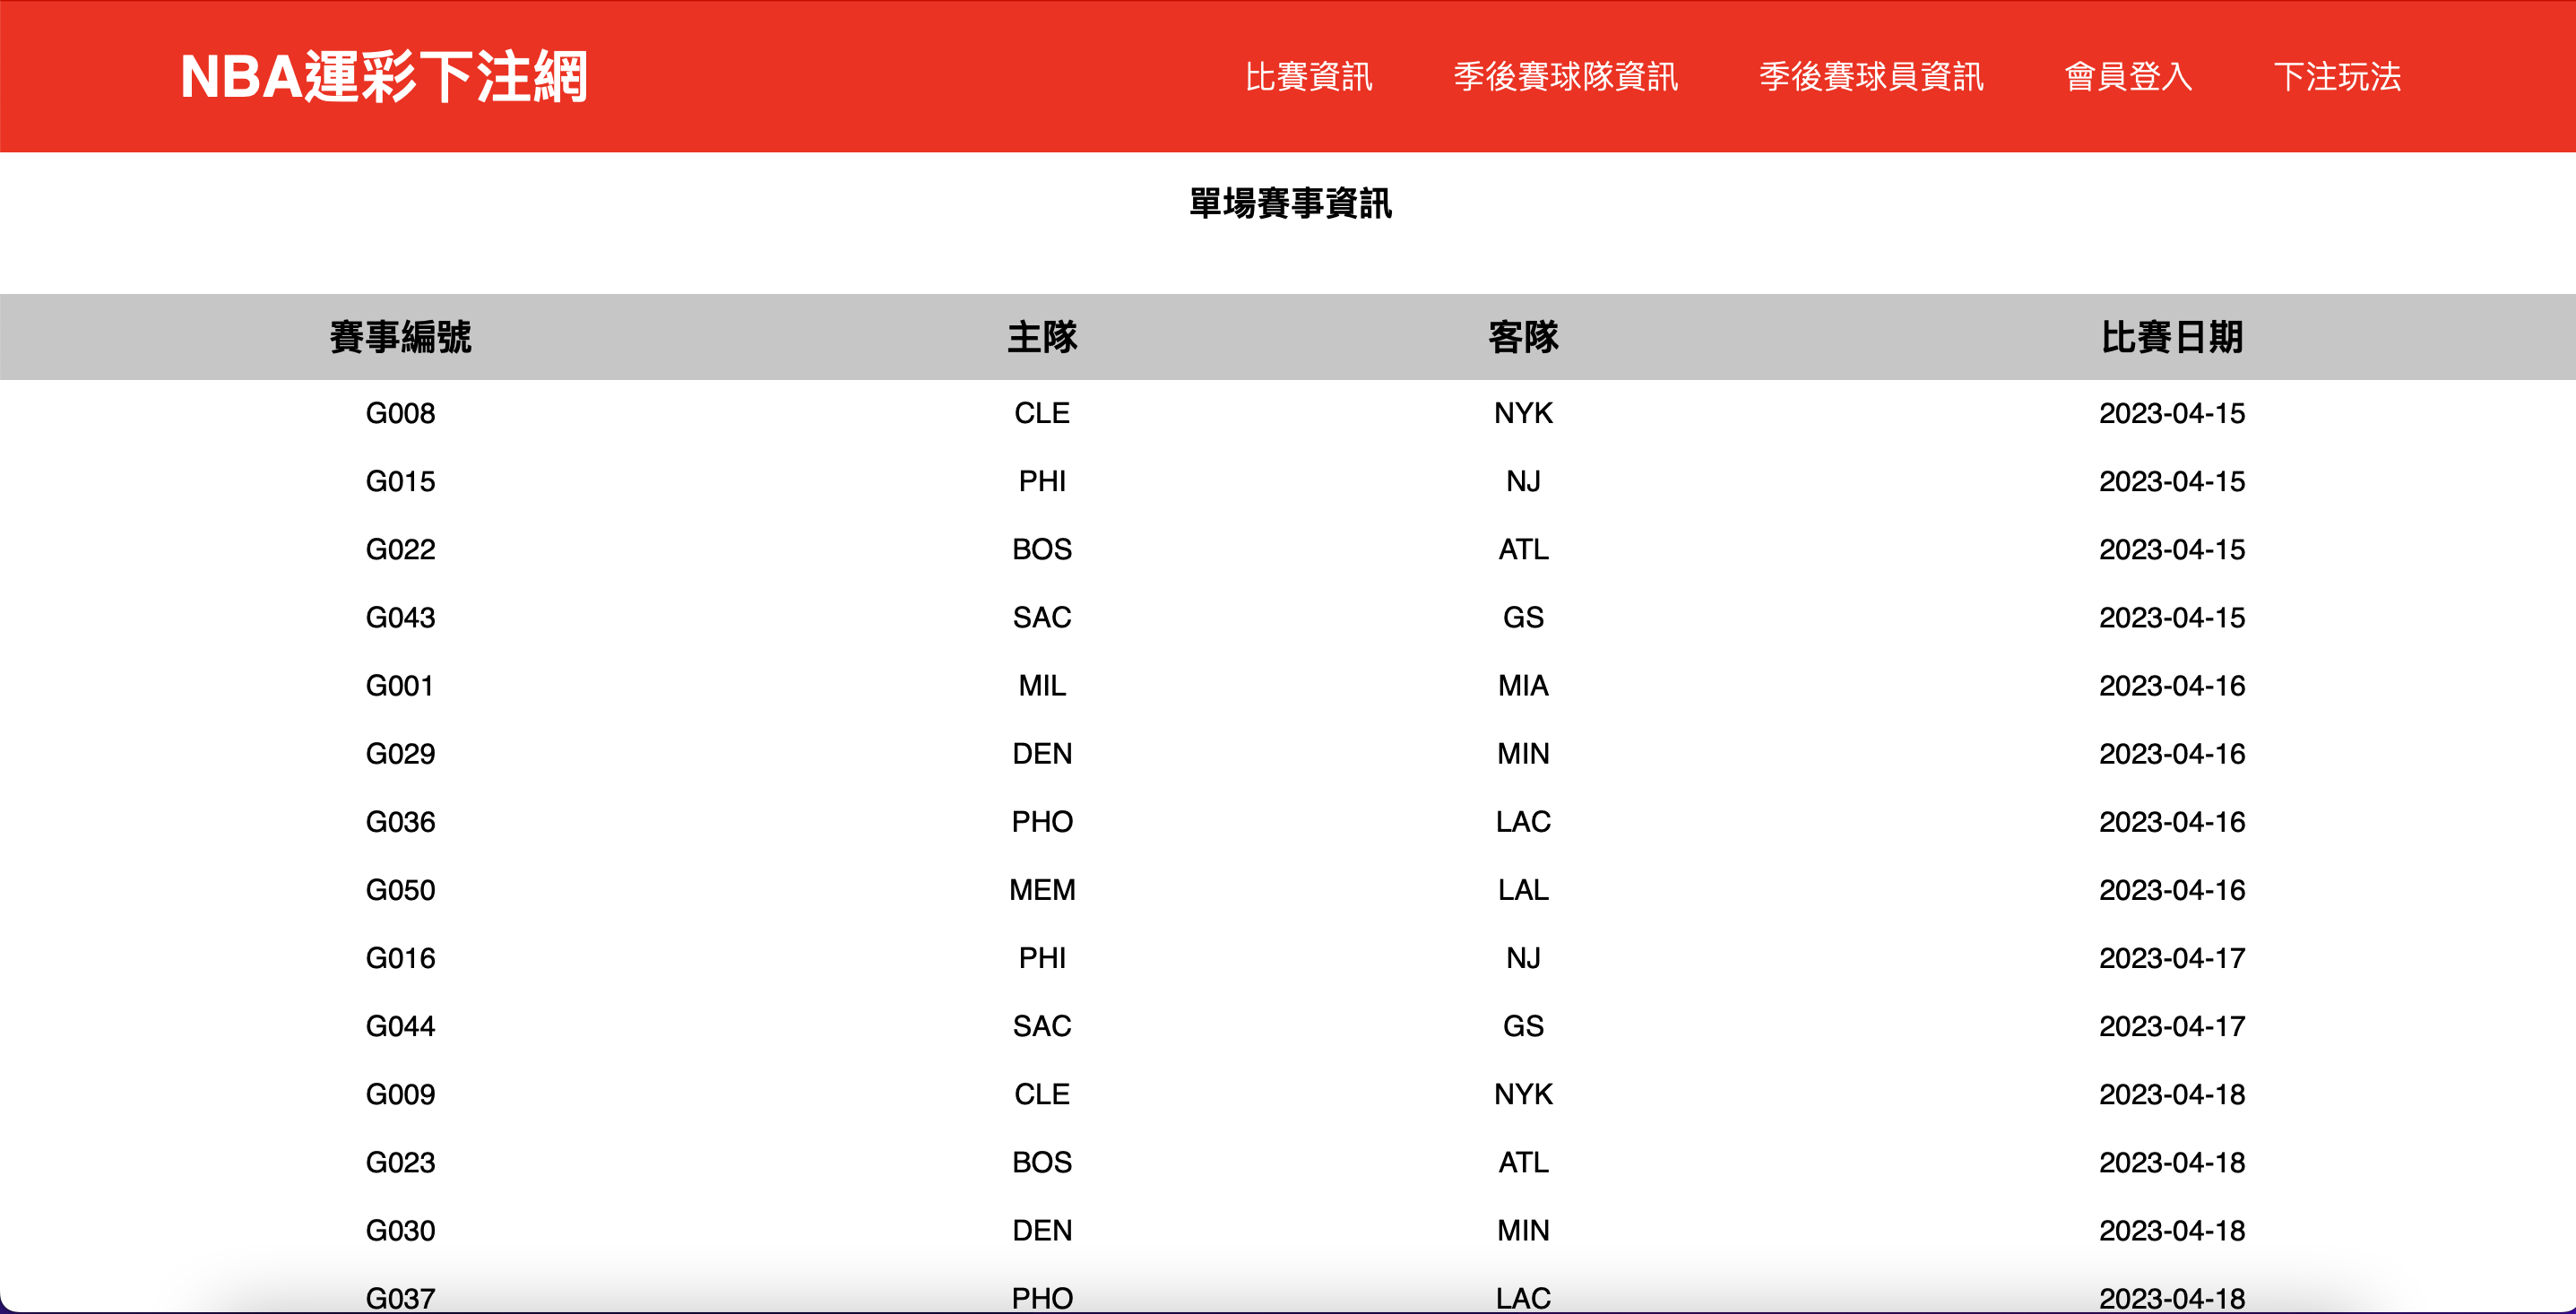 NBA運彩下注網 比賽資訊 季後賽球隊資訊 季後賽球員資訊 會員登入 下注玩法
單場賽事資訊
賽事編號 主隊 客隊 比賽日期
G008 CLE NYK 2023-04-15
G015 PHI NJ 2023-04-15
G022 BOS ATL 2023-04-15
G043 SAC GS 2023-04-15
G001 MIL MIA 2023-04-16
G029 DEN MIN 2023-04-16
G036 PHO LAC 2023-04-16
G050 MEM LAL 2023-04-16
G016 PHI NJ 2023-04-17
G044 SAC GS 2023-04-17
G009 CLE NYK 2023-04-18
G023 BOS ATL 2023-04-18
G030 DEN MIN 2023-04-18
G037 PHO LAC 2023-04-18